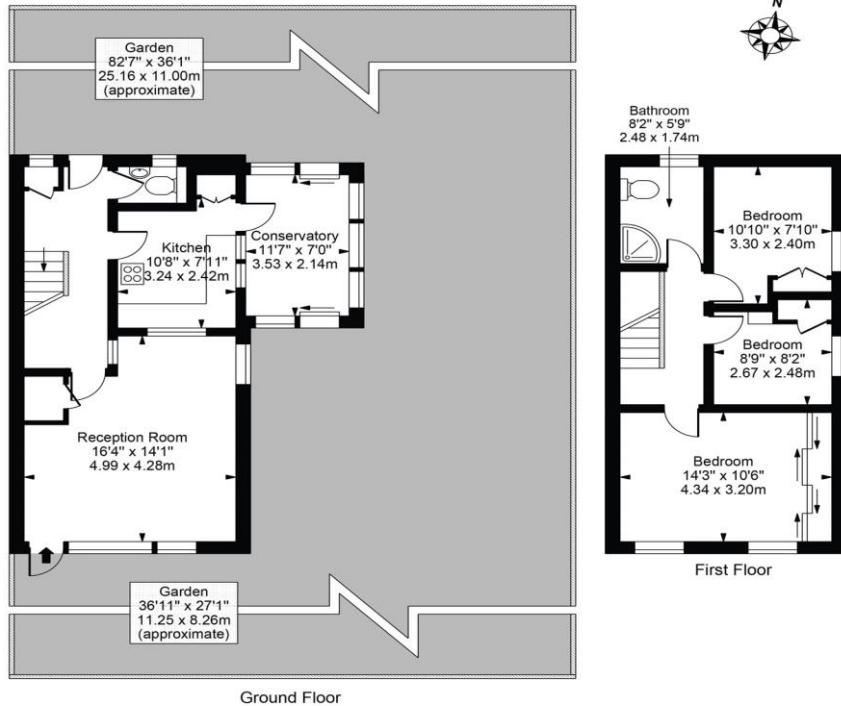 N
Garden
82'7" x 36'1"
25.16 x 11.00m
(approximate)
Kitchen
10'8" x 7'11"
3.24 x 2.42m
Conservatory
11'7" x 7'0"
3.53 x 2.14m
Reception Room
16'4" x 14'1"
4.99 x 4.28m
Garden
36'11" x 27'1"
11.25 x 8.26m
(approximate)
Ground Floor
Bathroom
8'2" x 5'9"
2.48 x 1.74m
Bedroom
10'10" x 7'10"
3.30 x 2.40m
Bedroom
8'9" x 8'2"
2.67 x 2.48m
Bedroom
14'3" x 10'6"
4.34 x 3.20m
First Floor